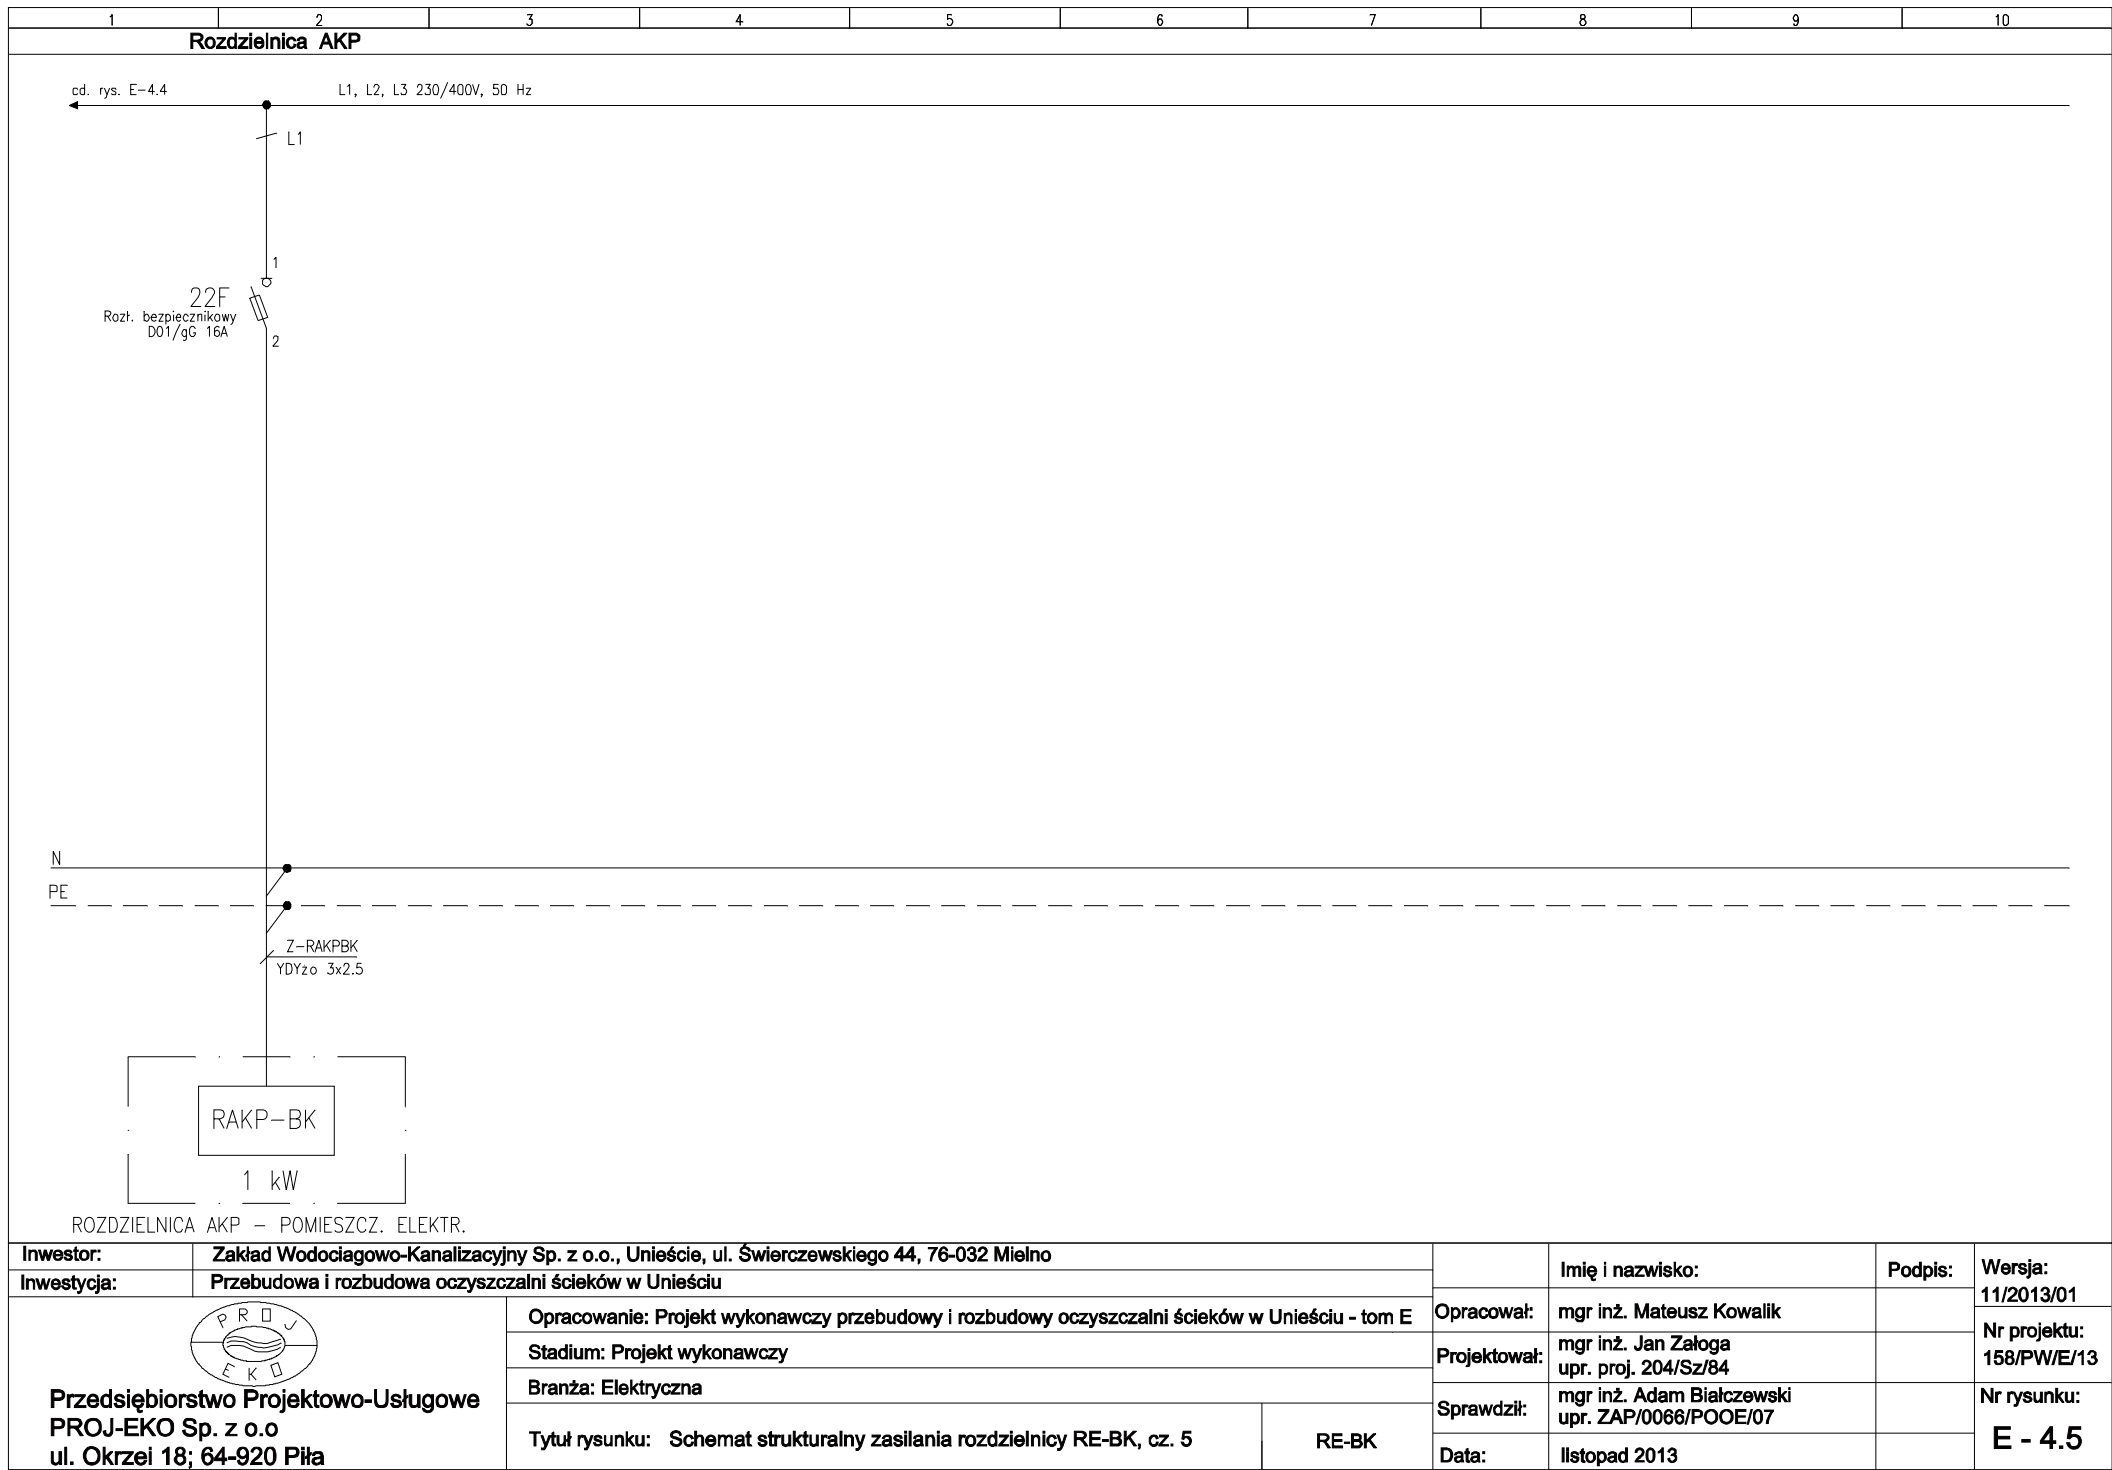 1 2 3 4 5 6 7 8 9 10
Rozdzielnica AKP
cd. rys. E-4.4
L1, L2, L3 230/400V, 50 Hz
L1
1
22F
Rozł. bezpiecznikowy
D01/gG 16A
2
N
PE
Z-RAKPBK
YDYżo 3x2.5
RAKP-BK
1 kW
ROZDZIELNICA AKP - POMIESZCZ. ELEKTR.
Inwestor: Zakład Wodociagowo-Kanalizacyjny Sp. z o.o., Unieście, ul. Świerczewskiego 44, 76-032 Mielno
Inwestycja: Przebudowa i rozbudowa oczyszczalni ścieków w Unieściu
PROJ
EKO
Przedsiębiorstwo Projektowo-Usługowe
PROJ-EKO Sp. z o.o
ul. Okrzei 18; 64-920 Piła
Opracowanie: Projekt wykonawczy przebudowy i rozbudowy oczyszczalni ścieków w Unieściu - tom E
Stadium: Projekt wykonawczy
Branża: Elektryczna
Tytuł rysunku: Schemat strukturalny zasilania rozdzielnicy RE-BK, cz. 5
RE-BK
Imię i nazwisko: Podpis:
Opracował: mgr inż. Mateusz Kowalik
Projektował: mgr inż. Jan Załoga
upr. proj. 204/Sz/84
Sprawdził: mgr inż. Adam Białczewski
upr. ZAP/0066/POOE/07
Data: listopad 2013
Wersja:
11/2013/01
Nr projektu:
158/PW/E/13
Nr rysunku:
E - 4.5